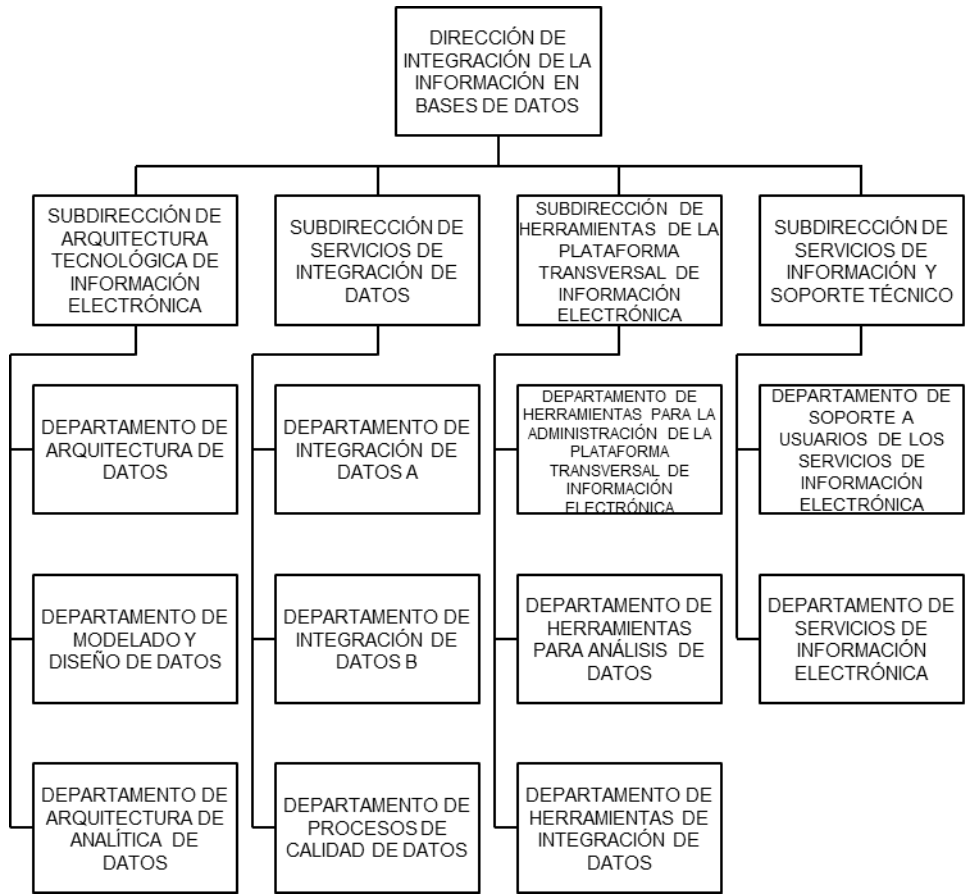 DIRECCIÓN DE
INTEGRACIÓN DE LA
INFORMACIÓN EN
BASES DE DATOS
SUBDIRECCIÓN DE
ARQUITECTURA
TECNOLÓGICA DE
INFORMACIÓN
ELECTRÓNICA
SUBDIRECCIÓN DE
SERVICIOS DE
INTEGRACIÓN DE
DATOS
SUBDIRECCIÓN DE
HERRAMIENTAS DE LA
PLATAFORMA
TRANSVERSAL DE
INFORMACIÓN
ELECTRÓNICA
SUBDIRECCIÓN DE
SERVICIOS DE
INFORMACIÓN Y
SOPORTE TÉCNICO
DEPARTAMENTO DE
ARQUITECTURA DE
DATOS
DEPARTAMENTO DE
INTEGRACIÓN DE
DATOS A
DEPARTAMENTO DE
HERRAMIENTAS PARA LA
ADMINISTRACIÓN DE LA
PLATAFORMA
TRANSVERSAL DE
INFORMACIÓN
ELECTRÓNICA
DEPARTAMENTO DE
SOPORTE A
USUARIOS DE LOS
SERVICIOS DE
INFORMACIÓN
ELECTRÓNICA
DEPARTAMENTO DE
MODELADO Y
DISEÑO DE DATOS
DEPARTAMENTO DE
INTEGRACIÓN DE
DATOS B
DEPARTAMENTO DE
HERRAMIENTAS
PARA ANÁLISIS DE
DATOS
DEPARTAMENTO DE
SERVICIOS DE
INFORMACIÓN
ELECTRÓNICA
DEPARTAMENTO DE
ARQUITECTURA DE
ANALÍTICA DE
DATOS
DEPARTAMENTO DE
PROCESOS DE
CALIDAD DE DATOS
DEPARTAMENTO DE
HERRAMIENTAS DE
INTEGRACIÓN DE
DATOS